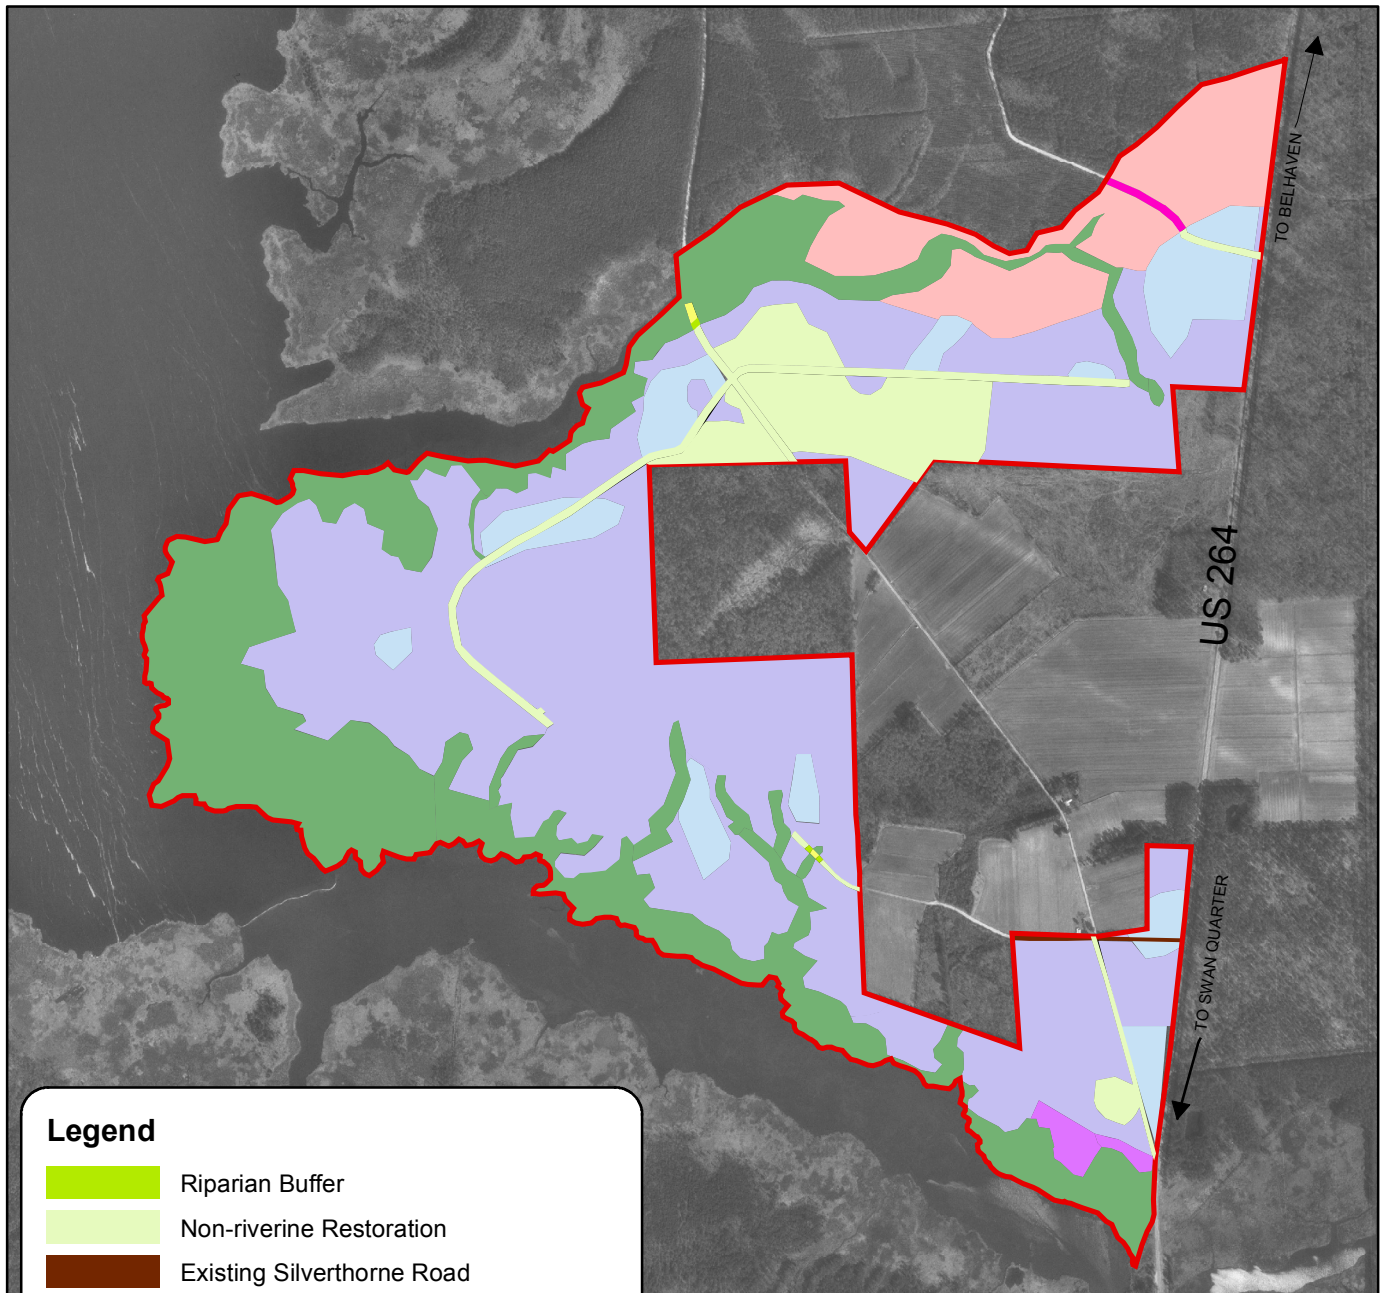 TO BELHAVEN
US 264
TO SWAN QUARTER
Legend
Riparian Buffer
Non-riverine Restoration
Existing Silverthorne Road